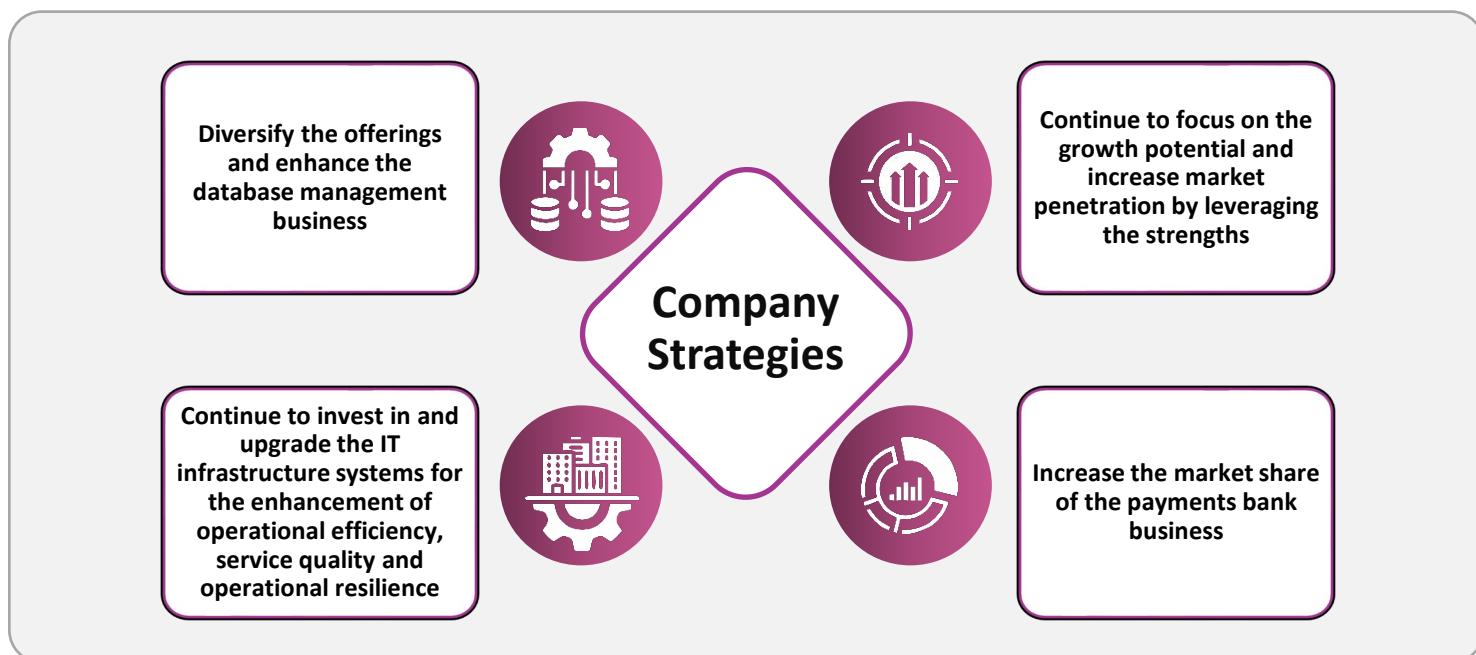 Diversify the offerings
and enhance the
database management
business
Continue to focus on the
growth potential and
increase market
penetration by leveraging
the strengths
Company
Strategies
Continue to invest in and
upgrade the IT
infrastructure systems for
the enhancement of
operational efficiency,
service quality and
operational resilience
Increase the market share
of the payments bank
business